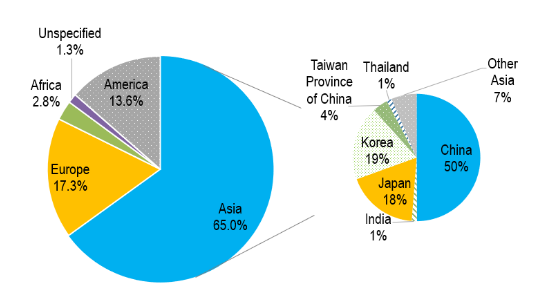 Unspecified
1.3%
America
13.6%
Africa
2.8%
Europe
17.3%
Asia
65.0%
Taiwan
Province
of China
4%
Thailand
1%
Other
Asia
7%
Korea
19%
China
50%
Japan
18%
India
1%